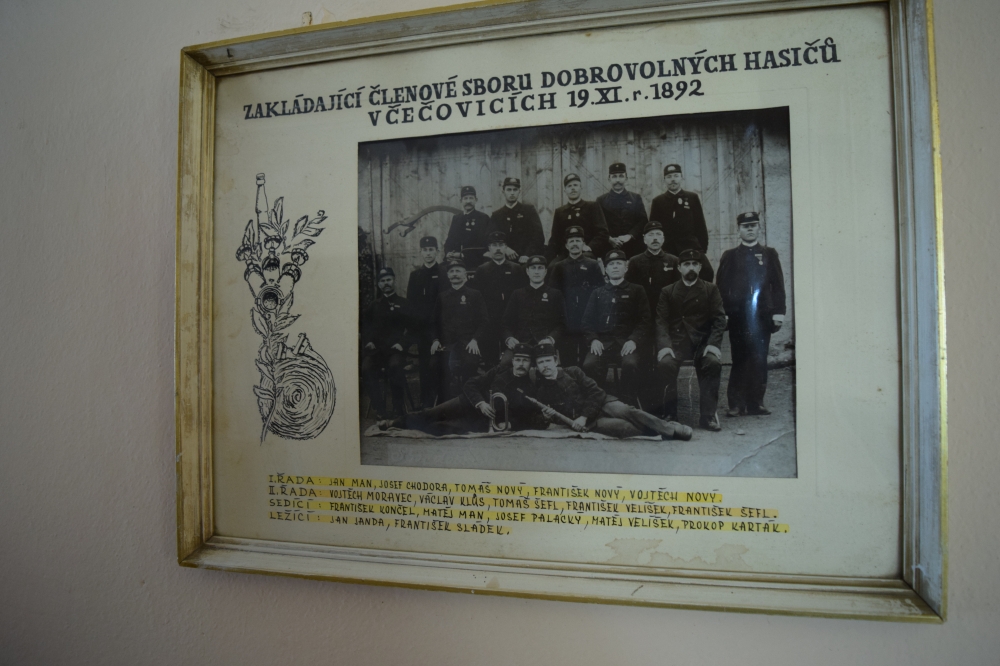 ZAKLÁDAJÍCÍ ČLENOVÉ SBORU DOBROVOLNÝCH HASIČŮ
V ČEČOVICÍCH 19.XI.r.1892
I.ŘADA: JAN MAN, JOSEF CHODORA, TOMÁŠ NOVÝ, FRANTIŠEK NOVÝ, VOJTĚCH NOVÝ.
II.ŘADA: VOJTĚCH MORAVEC, VÁCLAV KLŮS, TOMÁŠ ŠEFL, FRANTIŠEK VELÍŠEK, FRANTIŠEK ŠEFL.
SEDÍCÍ: FRANTIŠEK KONČEL, MATĚJ MAN, JOSEF PALACKÝ, MATĚJ VELÍŠEK, PROKOP KARTÁK.
LEŽÍCÍ: JAN JANDA, FRANTIŠEK SLÁDEK.